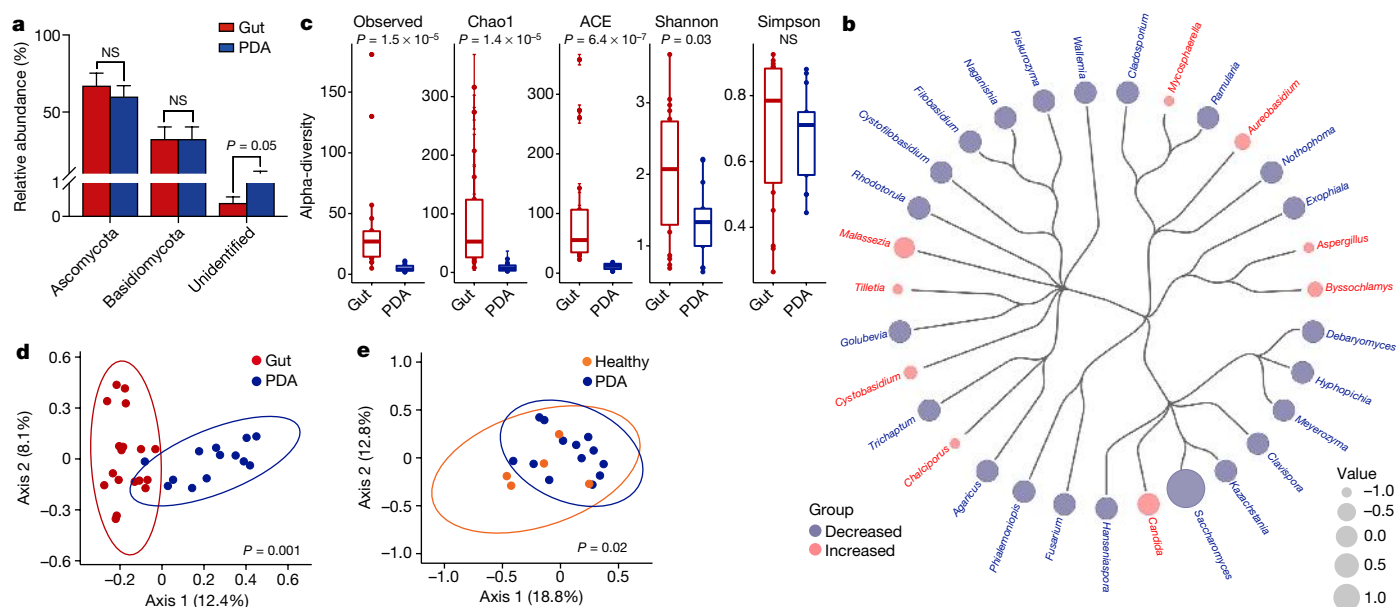 a
Gut
PDA
Relative abundance (%)
100
50
1
0
NS
NS
P = 0.05
Ascomycota
Basidiomycota
Unidentified
c
Alpha-diversity
Observed
P = 1.5 × 10⁻⁵
150
100
50
0
Gut
PDA
Chao1
P = 1.4 × 10⁻⁵
300
200
100
0
Gut
PDA
ACE
P = 6.4 × 10⁻⁷
300
200
100
0
Gut
PDA
Shannon
P = 0.03
3
2
1
Gut
PDA
Simpson
NS
0.8
0.6
0.4
Gut
PDA
b
Piskurozyma
Wallemia
Cladosporium
Mycosphaerella
Ramularia
Aureobasidium
Nothophoma
Exophiala
Aspergillus
Byssochlamys
Debaryomyces
Hyphopichia
Meyerozyma
Clavispora
Kazachstania
Saccharomyces
Candida
Hanseniaspora
Fusarium
Phialemoniopis
Agaricus
Chalciporus
Trichaptum
Cystobasidium
Golubevia
Tilletia
Malassezia
Rhodotorula
Cystofilobasidium
Filobasidium
Naganishia
Group
Decreased
Increased
Value
−1.0
−0.5
0.0
0.5
1.0
d
Gut
PDA
Axis 2 (8.1%)
0.6
0.3
0
−0.3
−0.6
P = 0.001
−0.2
0
0.2
0.4
0.6
Axis 1 (12.4%)
e
Healthy
PDA
Axis 2 (12.8%)
1.0
0.5
0
−0.5
−1.0
P = 0.02
−1.0
−0.5
0
0.5
Axis 1 (18.8%)